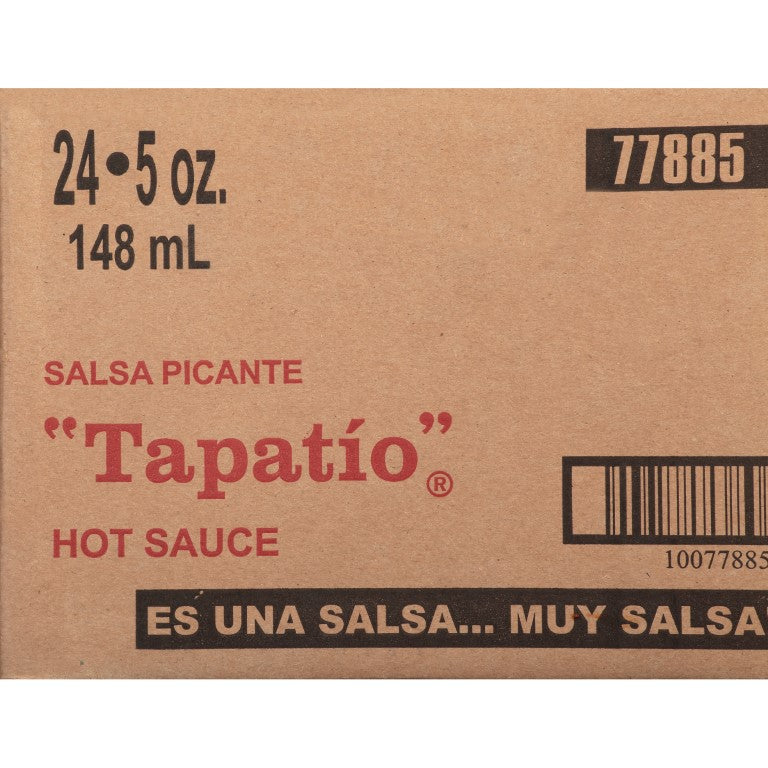 24•5 oz.
77885
148 mL
SALSA PICANTE
"Tapatío"®
HOT SAUCE
10077885
ES UNA SALSA... MUY SALSA"